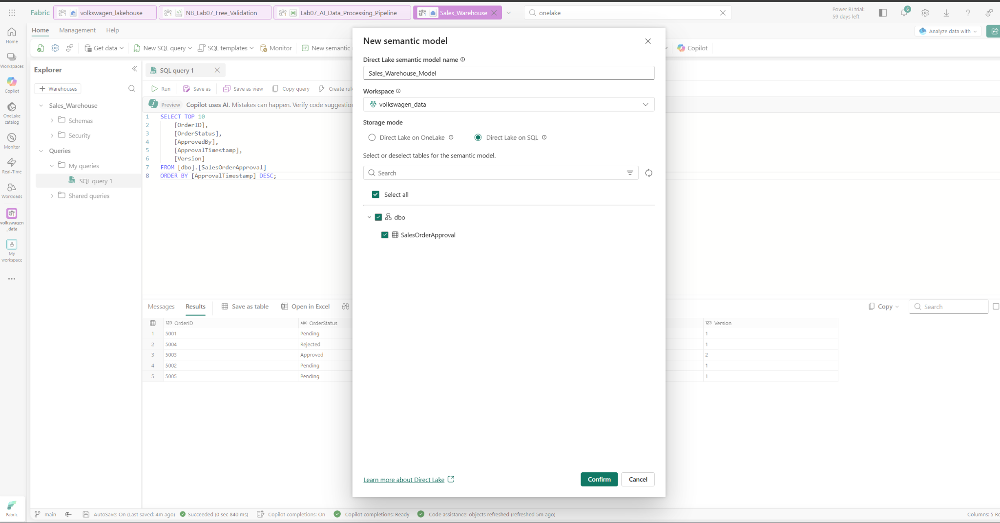 Fabric
volkswagen_lakehouse
NB_Lab07_Free_Validation
Lab07_AI_Data_Processing_Pipeline
Sales_Warehouse
onelake
Power BI trial:
59 days left
6
Home
Management
Help
Analyze data with
Get data
New SQL query
SQL templates
Monitor
New semantic
Copilot
Home
Workspaces
Copilot
OneLake
catalog
Monitor
Real-Time
Workloads
volkswagen
_data
My
workspace
Fabric
Explorer
Warehouses
Sales_Warehouse
Schemas
Security
Queries
My queries
SQL query 1
Shared queries
SQL query 1
Run
Save as
Save as view
Copy query
Create rul
Preview
Copilot uses AI. Mistakes can happen. Verify code suggestion
1 SELECT TOP 10
2 [OrderID],
3 [OrderStatus],
4 [ApprovedBy],
5 [ApprovalTimestamp],
6 [Version]
7 FROM [dbo].[SalesOrderApproval]
8 ORDER BY [ApprovalTimestamp] DESC;
New semantic model
Direct Lake semantic model name
Sales_Warehouse_Model
Workspace
volkswagen_data
Storage mode
Direct Lake on OneLake
Direct Lake on SQL
Select or deselect tables for the semantic model.
Search
Select all
dbo
SalesOrderApproval
Learn more about Direct Lake
Confirm
Cancel
Messages
Results
Save as table
Open in Excel
Copy
Search
123 OrderID ABC OrderStatus 123 Version
1 5001 Pending 1
2 5004 Rejected 1
3 5003 Approved 2
4 5002 Pending 1
5 5005 Pending 1
main
AutoSave: On (Last saved: 4m ago)
Succeeded (0 sec 840 ms)
Copilot completions: On
Copilot completions: Ready
Code assistance: objects refreshed (refreshed 5m ago)
Columns: 5 Ro